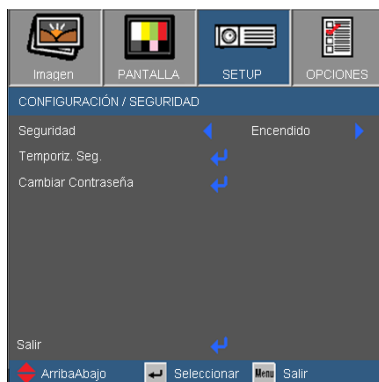 Imagen PANTALLA SETUP OPCIONES
CONFIGURACIÓN / SEGURIDAD
Seguridad Encendido
Temporiz. Seg.
Cambiar Contraseña
Salir
ArribaAbajo Seleccionar Menu Salir